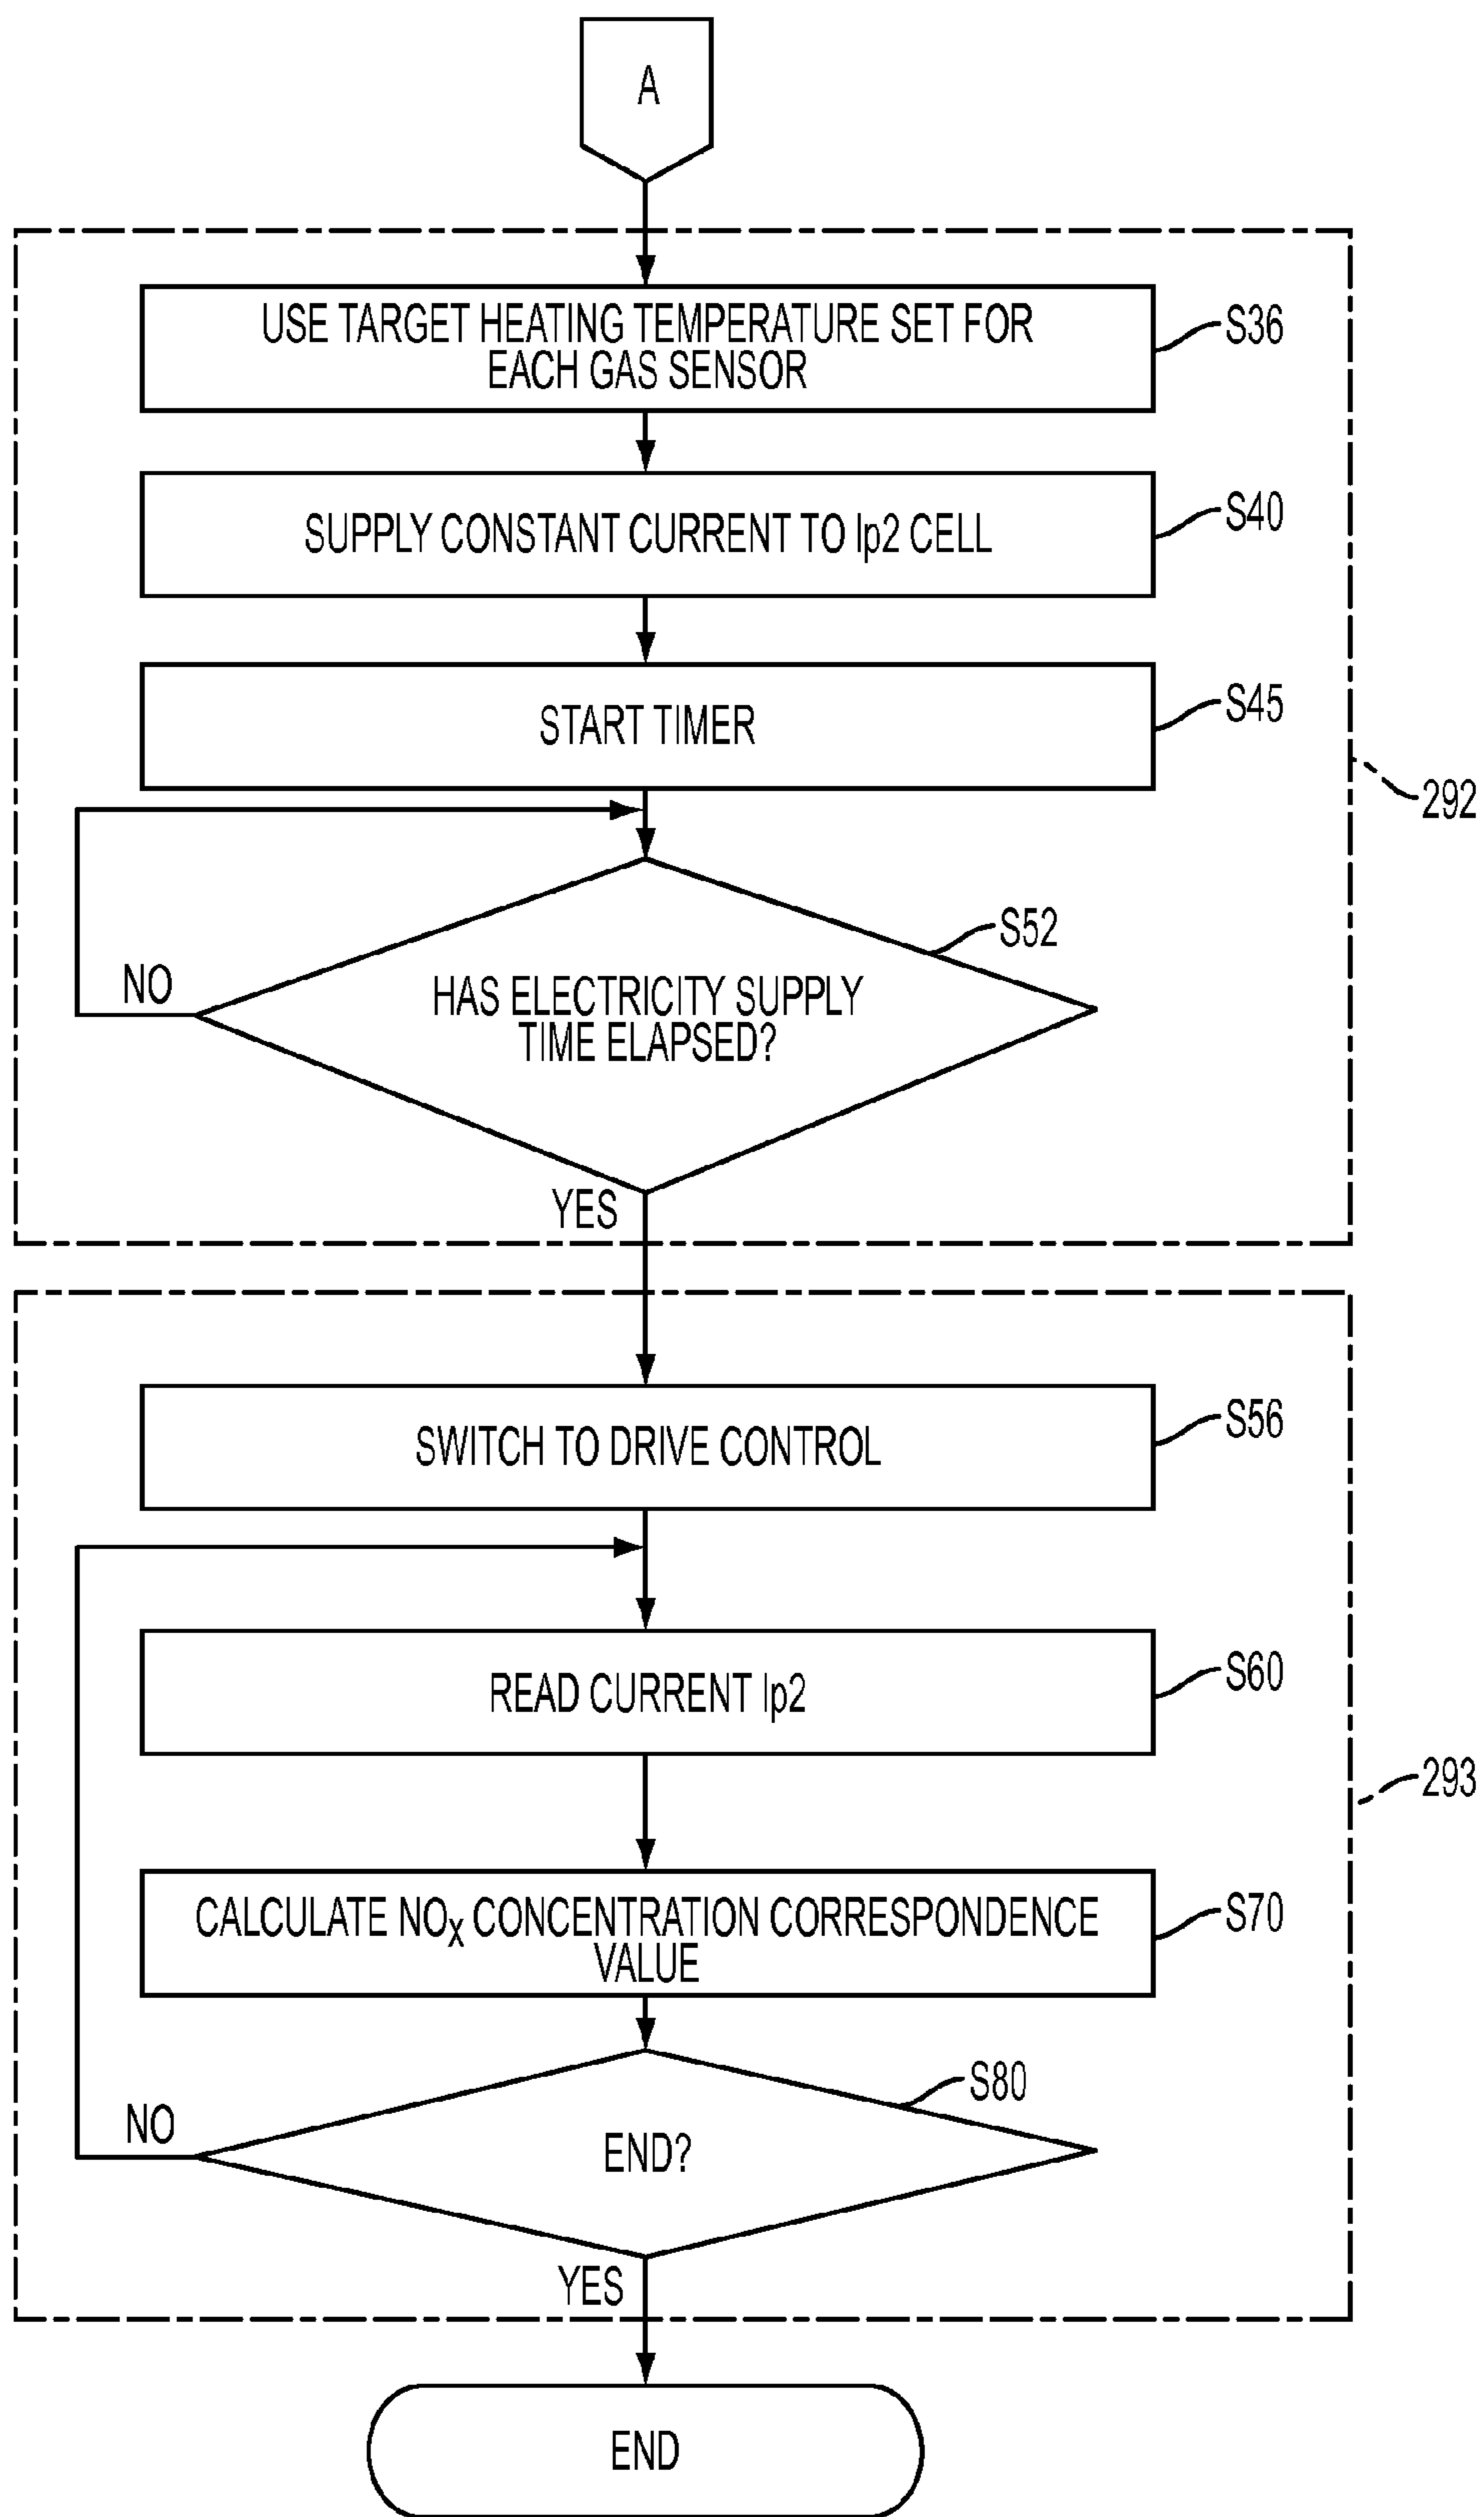 A
USE TARGET HEATING TEMPERATURE SET FOR
EACH GAS SENSOR
S36
SUPPLY CONSTANT CURRENT TO Ip2 CELL
S40
START TIMER
S45
292
S52
NO
HAS ELECTRICITY SUPPLY
TIME ELAPSED?
YES
SWITCH TO DRIVE CONTROL
S56
READ CURRENT Ip2
S60
293
CALCULATE NOX CONCENTRATION CORRESPONDENCE
VALUE
S70
S80
NO
END?
YES
END